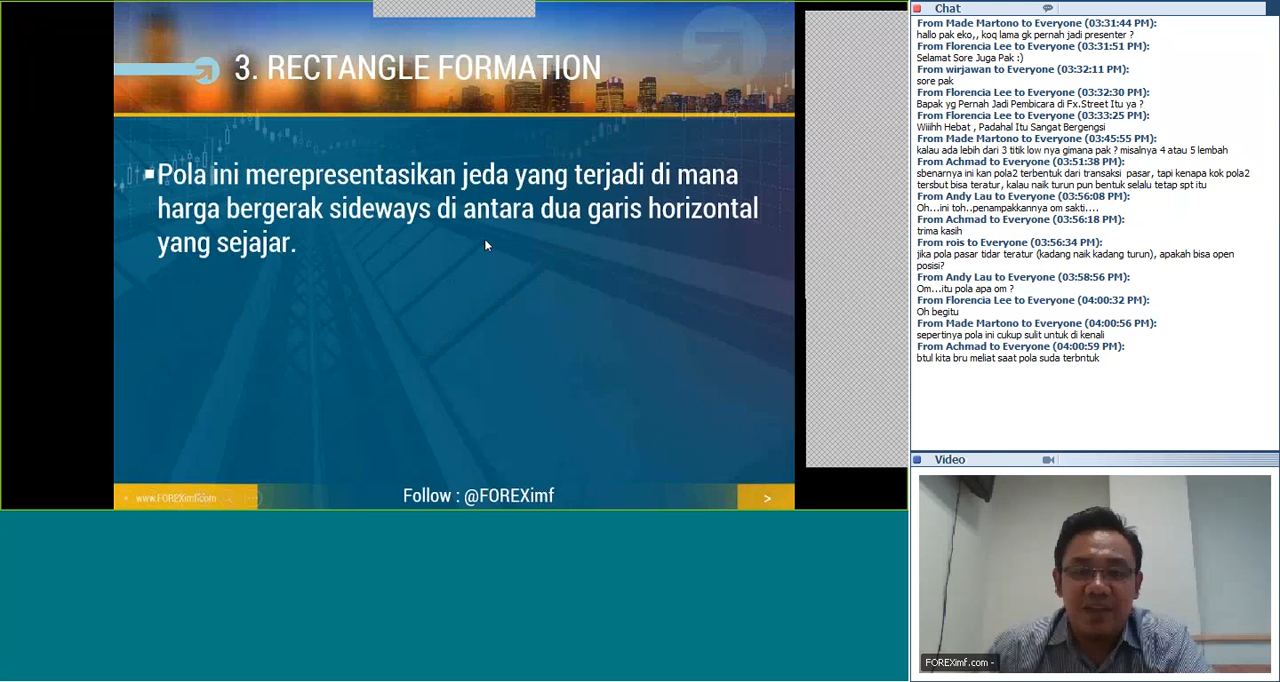 3. RECTANGLE FORMATION
▪Pola ini merepresentasikan jeda yang terjadi di mana
harga bergerak sideways di antara dua garis horizontal
yang sejajar.
www.FOREXimf.com
Follow : @FOREXimf
>
Chat
From Made Martono to Everyone (03:31:44 PM):
hallo pak eko,, koq lama gk pernah jadi presenter ?
From Florencia Lee to Everyone (03:31:51 PM):
Selamat Sore Juga Pak :)
From wirjawan to Everyone (03:32:11 PM):
sore pak
From Florencia Lee to Everyone (03:32:30 PM):
Bapak yg Pernah Jadi Pembicara di Fx.Street Itu ya ?
From Florencia Lee to Everyone (03:33:25 PM):
Wiiihh Hebat , Padahal Itu Sangat Bergengsi
From Made Martono to Everyone (03:45:55 PM):
kalau ada lebih dari 3 titik low nya gimana pak ? misalnya 4 atau 5 lembah
From Achmad to Everyone (03:51:38 PM):
sbenarnya ini kan pola2 terbentuk dari transaksi pasar, tapi kenapa kok pola2
tersbut bisa teratur, kalau naik turun pun bentuk selalu tetap spt itu
From Andy Lau to Everyone (03:56:08 PM):
Oh...ini toh..penampakkannya om sakti....
From Achmad to Everyone (03:56:18 PM):
trima kasih
From rois to Everyone (03:56:34 PM):
jika pola pasar tidar teratur (kadang naik kadang turun), apakah bisa open
posisi?
From Andy Lau to Everyone (03:58:56 PM):
Om...itu pola apa om ?
From Florencia Lee to Everyone (04:00:32 PM):
Oh begitu
From Made Martono to Everyone (04:00:56 PM):
sepertinya pola ini cukup sulit untuk di kenali
From Achmad to Everyone (04:00:59 PM):
btul kita bru meliat saat pola suda terbntuk
Video
FOREXimf.com -